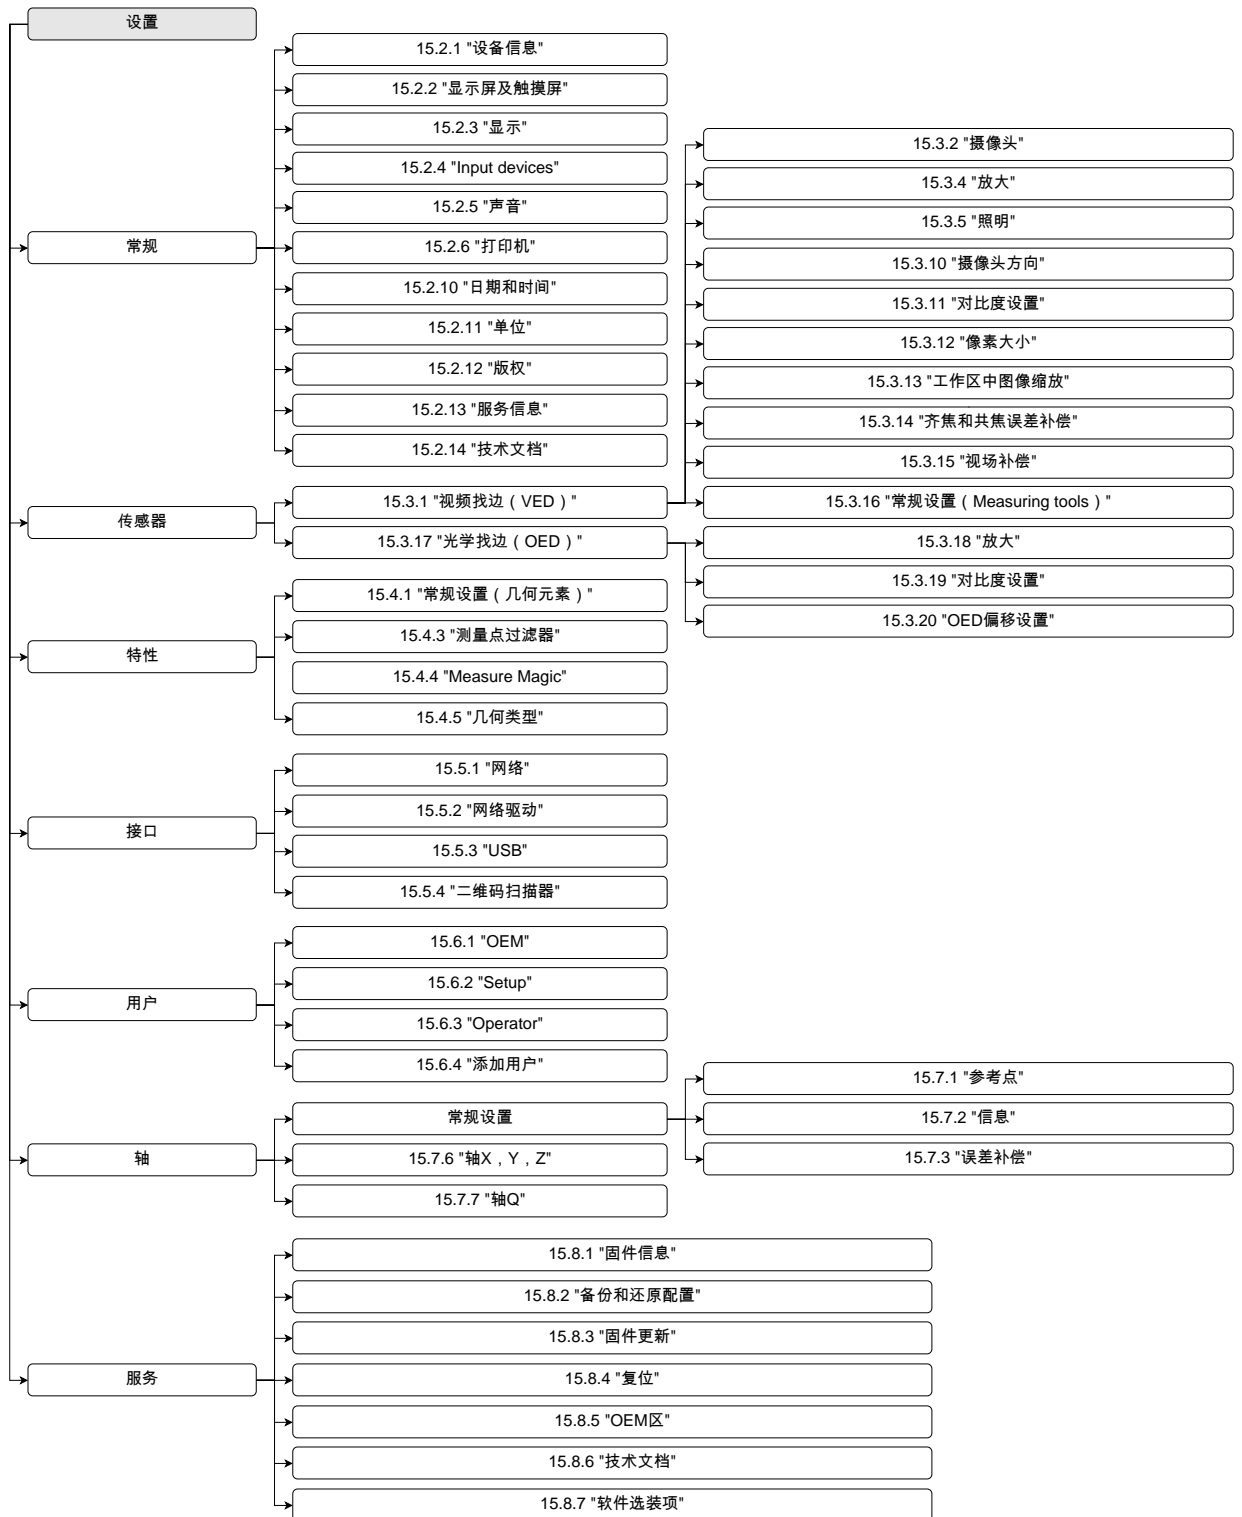 设置
常规
15.2.1 "设备信息"
15.2.2 "显示屏及触摸屏"
15.2.3 "显示"
15.2.4 "Input devices"
15.2.5 "声音"
15.2.6 "打印机"
15.2.10 "日期和时间"
15.2.11 "单位"
15.2.12 "版权"
15.2.13 "服务信息"
15.2.14 "技术文档"
传感器
15.3.1 "视频找边（VED）"
15.3.2 "摄像头"
15.3.4 "放大"
15.3.5 "照明"
15.3.10 "摄像头方向"
15.3.11 "对比度设置"
15.3.12 "像素大小"
15.3.13 "工作区中图像缩放"
15.3.14 "齐焦和共焦误差补偿"
15.3.15 "视场补偿"
15.3.16 "常规设置（Measuring tools）"
15.3.17 "光学找边（OED）"
15.3.18 "放大"
15.3.19 "对比度设置"
15.3.20 "OED偏移设置"
特性
15.4.1 "常规设置（几何元素）"
15.4.3 "测量点过滤器"
15.4.4 "Measure Magic"
15.4.5 "几何类型"
接口
15.5.1 "网络"
15.5.2 "网络驱动"
15.5.3 "USB"
15.5.4 "二维码扫描器"
用户
15.6.1 "OEM"
15.6.2 "Setup"
15.6.3 "Operator"
15.6.4 "添加用户"
轴
常规设置
15.7.1 "参考点"
15.7.2 "信息"
15.7.3 "误差补偿"
15.7.6 "轴X，Y，Z"
15.7.7 "轴Q"
服务
15.8.1 "固件信息"
15.8.2 "备份和还原配置"
15.8.3 "固件更新"
15.8.4 "复位"
15.8.5 "OEM区"
15.8.6 "技术文档"
15.8.7 "软件选装项"